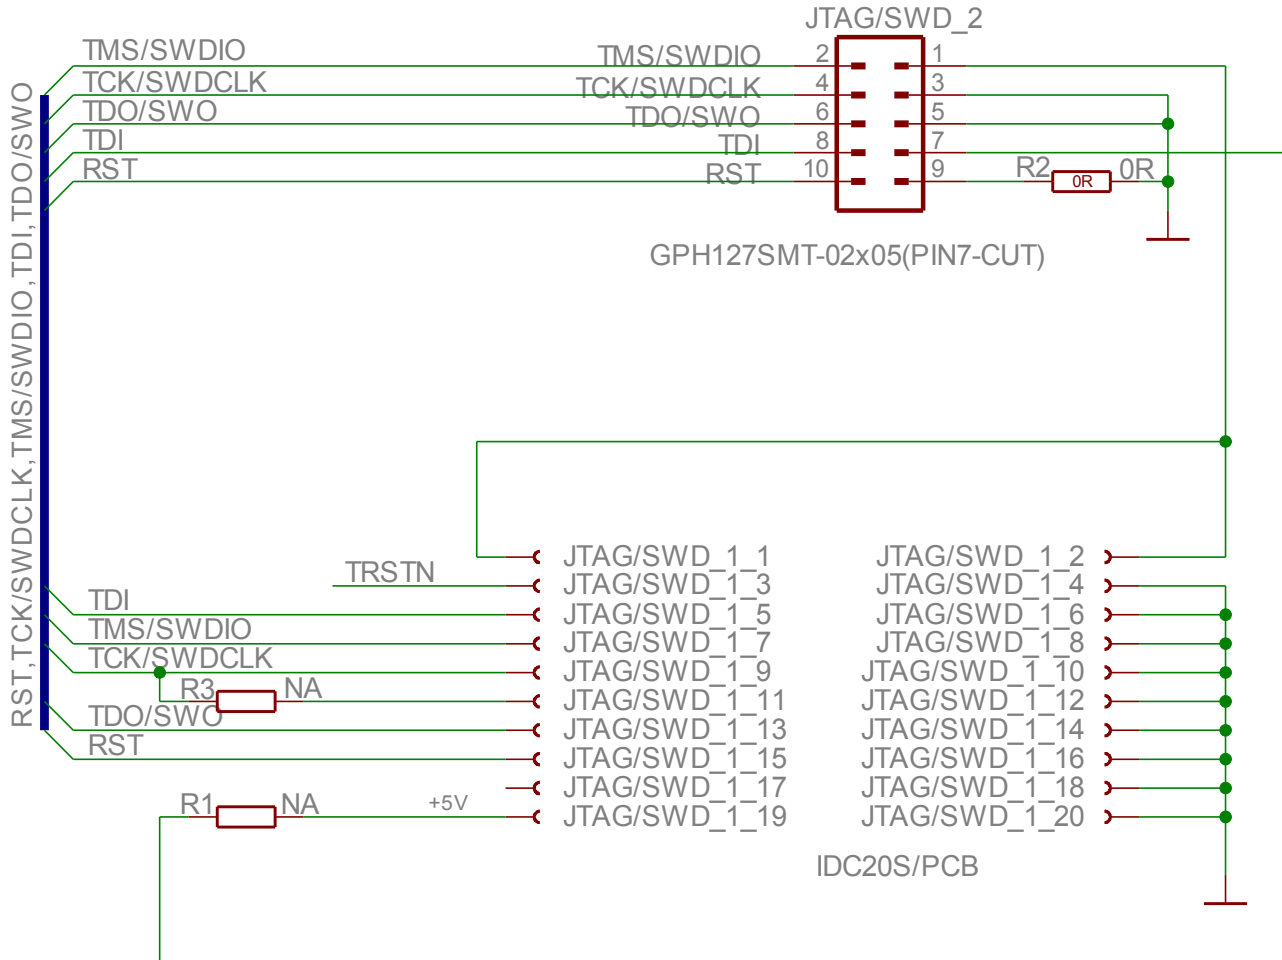 JTAG/SWD_2
TMS/SWDIO TMS/SWDIO 2 1
TCK/SWDCLK TCK/SWDCLK 4 3
TDO/SWO TDO/SWO 6 5
TDI TDI 8 7
RST RST 10 9 R2 0R 0R
GPH127SMT-02x05(PIN7-CUT)
RST,TCK/SWDCLK,TMS/SWDIO,TDI,TDO/SWO
JTAG/SWD_1_1 JTAG/SWD_1_2
TRSTN JTAG/SWD_1_3 JTAG/SWD_1_4
TDI JTAG/SWD_1_5 JTAG/SWD_1_6
TMS/SWDIO JTAG/SWD_1_7 JTAG/SWD_1_8
TCK/SWDCLK JTAG/SWD_1_9 JTAG/SWD_1_10
R3 NA JTAG/SWD_1_11 JTAG/SWD_1_12
TDO/SWO JTAG/SWD_1_13 JTAG/SWD_1_14
RST JTAG/SWD_1_15 JTAG/SWD_1_16
JTAG/SWD_1_17 JTAG/SWD_1_18
R1 NA +5V JTAG/SWD_1_19 JTAG/SWD_1_20
IDC20S/PCB